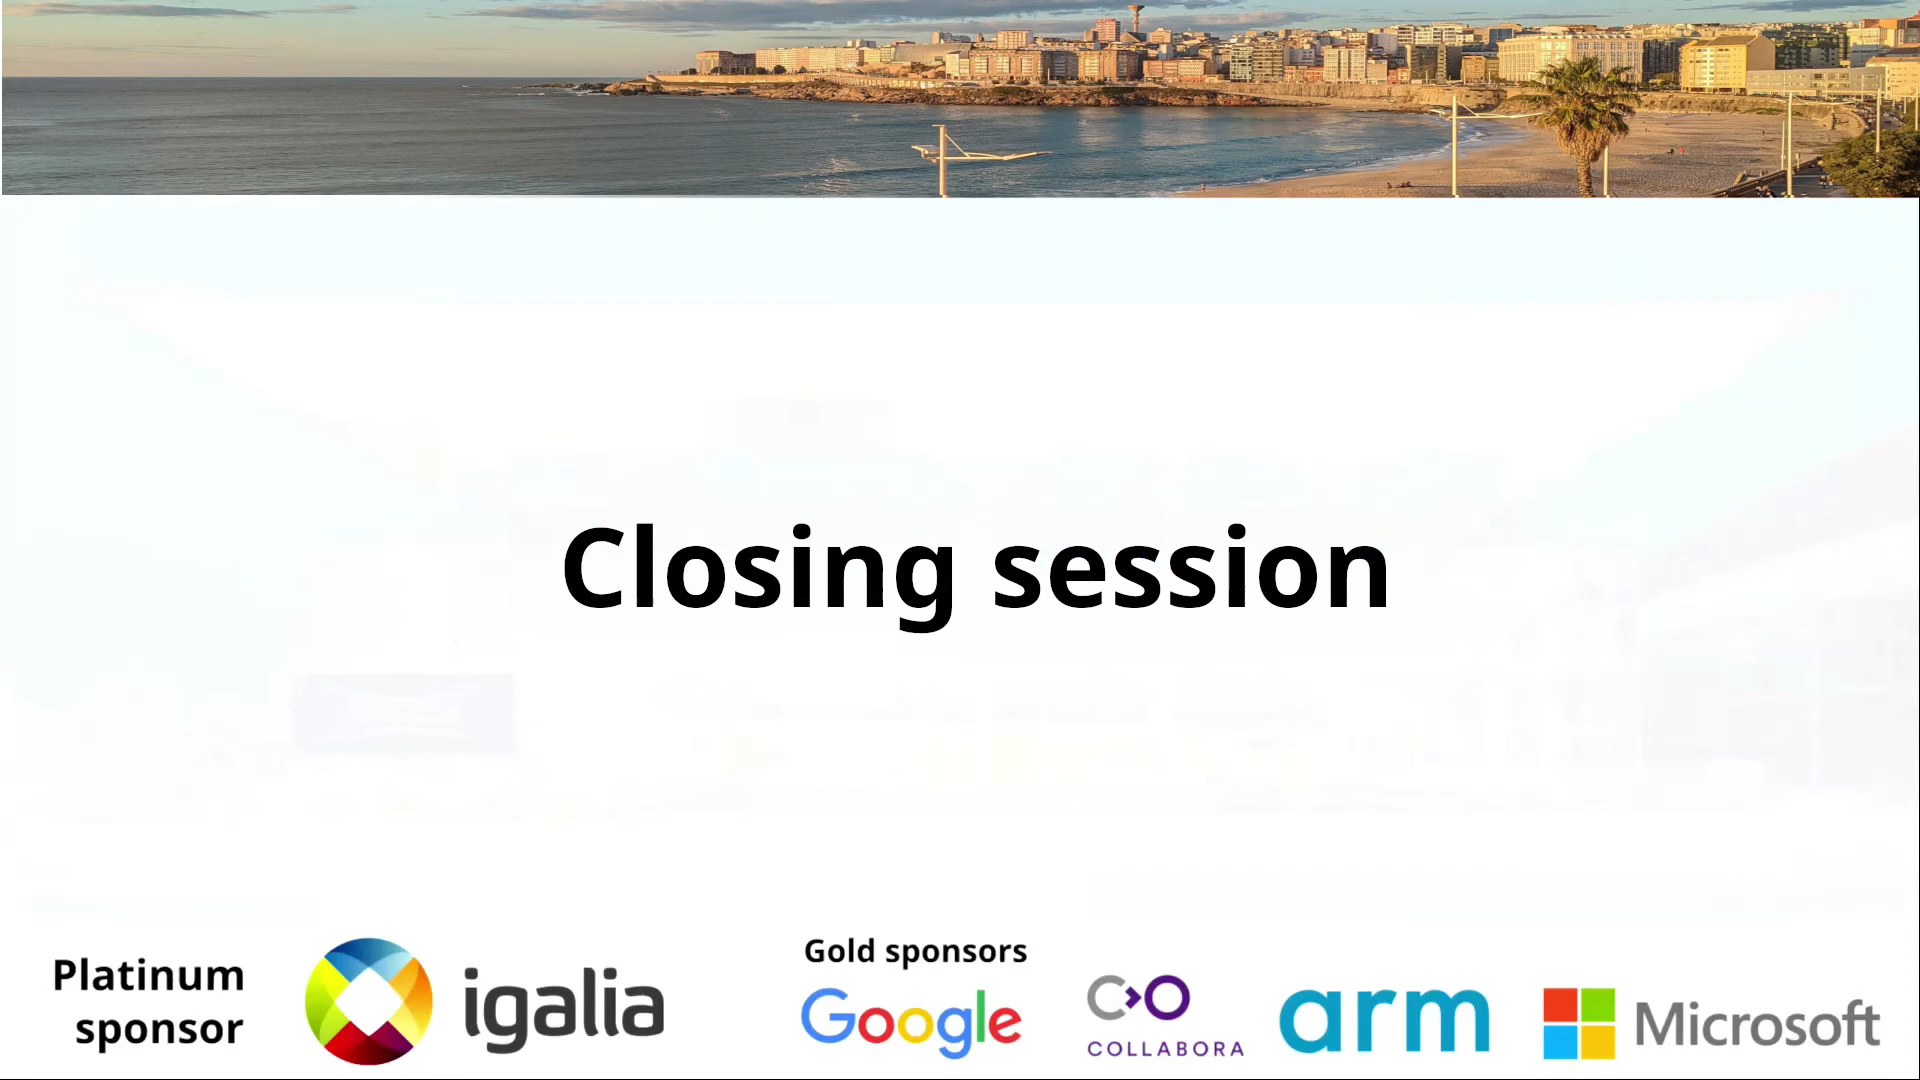 Closing session
Platinum
sponsor
igalia
Gold sponsors
Google
COLLABORA
arm
Microsoft